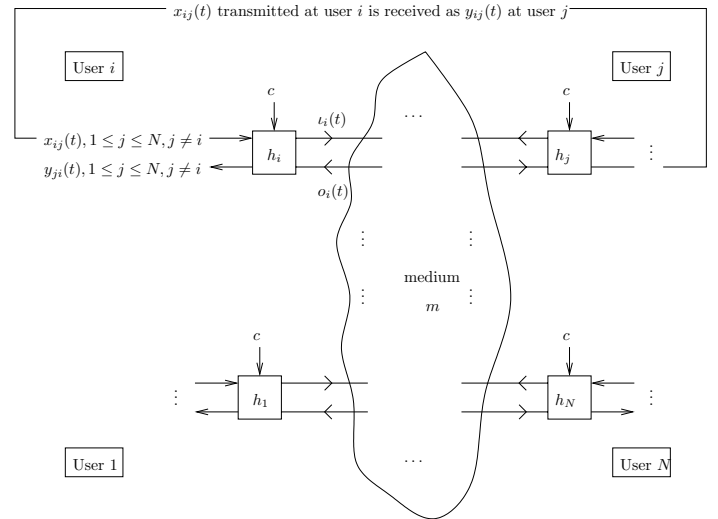 x_{ij}(t) transmitted at user i is received as y_{ij}(t) at user j
User i
User j
c
c
ι_i(t)
...
x_{ij}(t), 1 ≤ j ≤ N, j ≠ i
h_i
h_j
⋮
y_{ji}(t), 1 ≤ j ≤ N, j ≠ i
o_i(t)
⋮
⋮
medium
⋮
⋮
m
c
c
⋮
h_1
h_N
⋮
...
User 1
User N